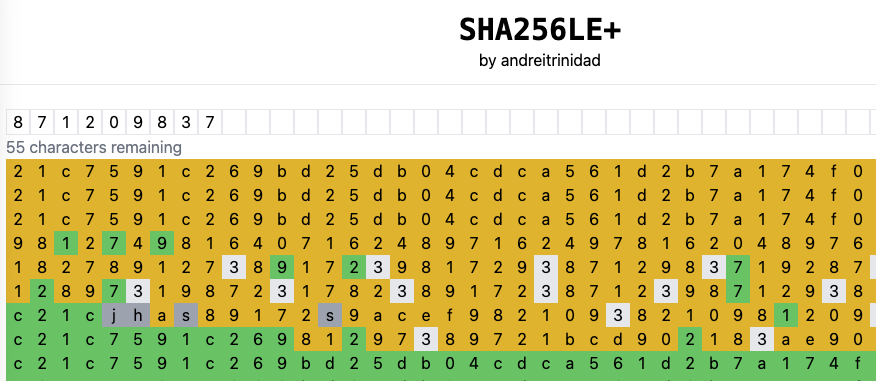 SHA256LE+
by andreitrinidad
8 7 1 2 0 9 8 3 7
55 characters remaining
2 1 c 7 5 9 1 c 2 6 9 b d 2 5 d b 0 4 c d c a 5 6 1 d 2 b 7 a 1 7 4 f 0
2 1 c 7 5 9 1 c 2 6 9 b d 2 5 d b 0 4 c d c a 5 6 1 d 2 b 7 a 1 7 4 f 0
2 1 c 7 5 9 1 c 2 6 9 b d 2 5 d b 0 4 c d c a 5 6 1 d 2 b 7 a 1 7 4 f 0
9 8 1 2 7 4 9 8 1 6 4 0 7 1 6 2 4 8 9 7 1 6 2 4 9 7 8 1 6 2 0 4 8 9 7 6
1 8 2 7 8 9 1 2 7 3 8 9 1 7 2 3 9 8 1 7 2 9 3 8 7 1 2 9 8 3 7 1 9 2 8 7
1 2 8 9 7 3 1 9 8 7 2 3 1 7 8 2 3 8 9 1 7 2 3 8 7 1 2 3 9 8 7 1 2 9 3 8
c 2 1 c j h a s 8 9 1 7 2 s 9 a c e f 9 8 2 1 0 9 3 8 2 1 0 9 8 1 2 0 9
c 2 1 c 7 5 9 1 c 2 6 9 8 1 2 9 7 3 8 9 7 2 1 b c d 9 0 2 1 8 3 a e 9 0
c 2 1 c 7 5 9 1 c 2 6 9 b d 2 5 d b 0 4 c d c a 5 6 1 d 2 b 7 a 1 7 4 f